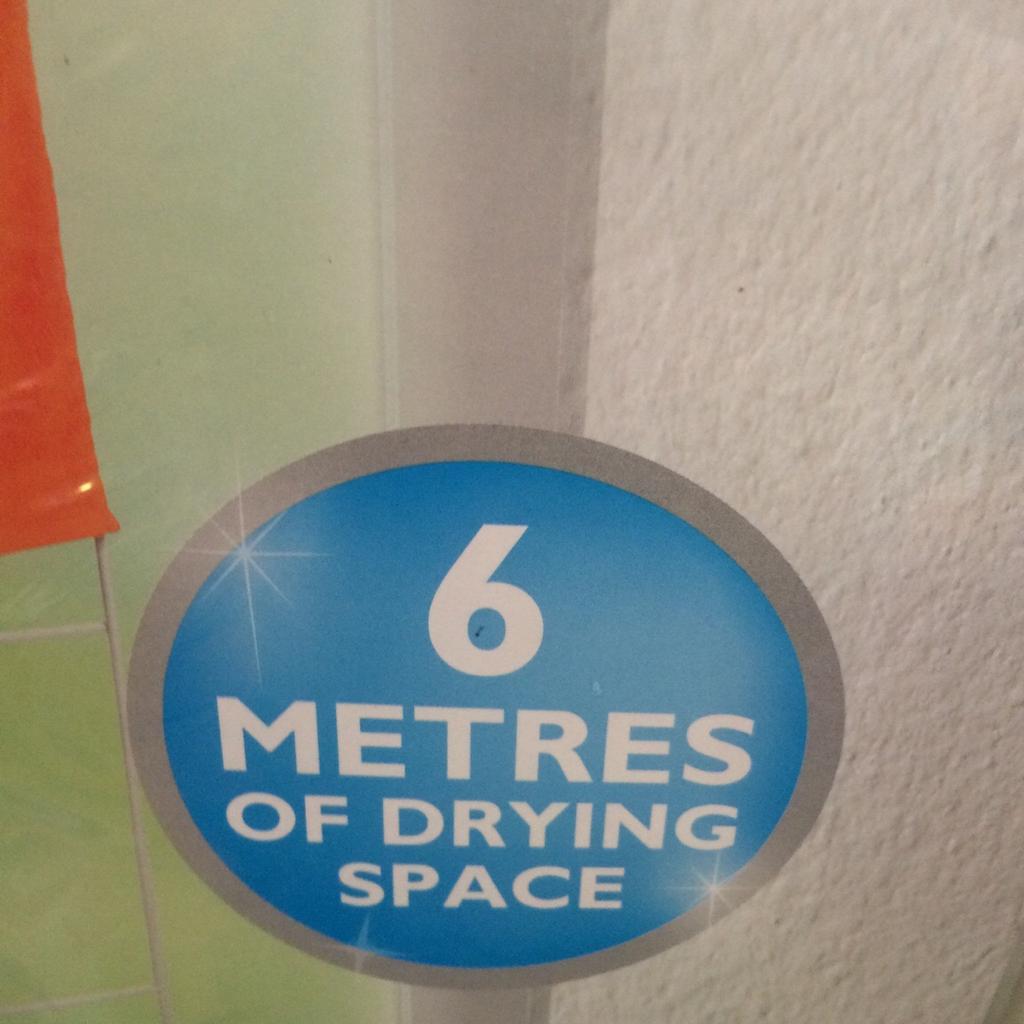 6
METRES
OF DRYING
SPACE